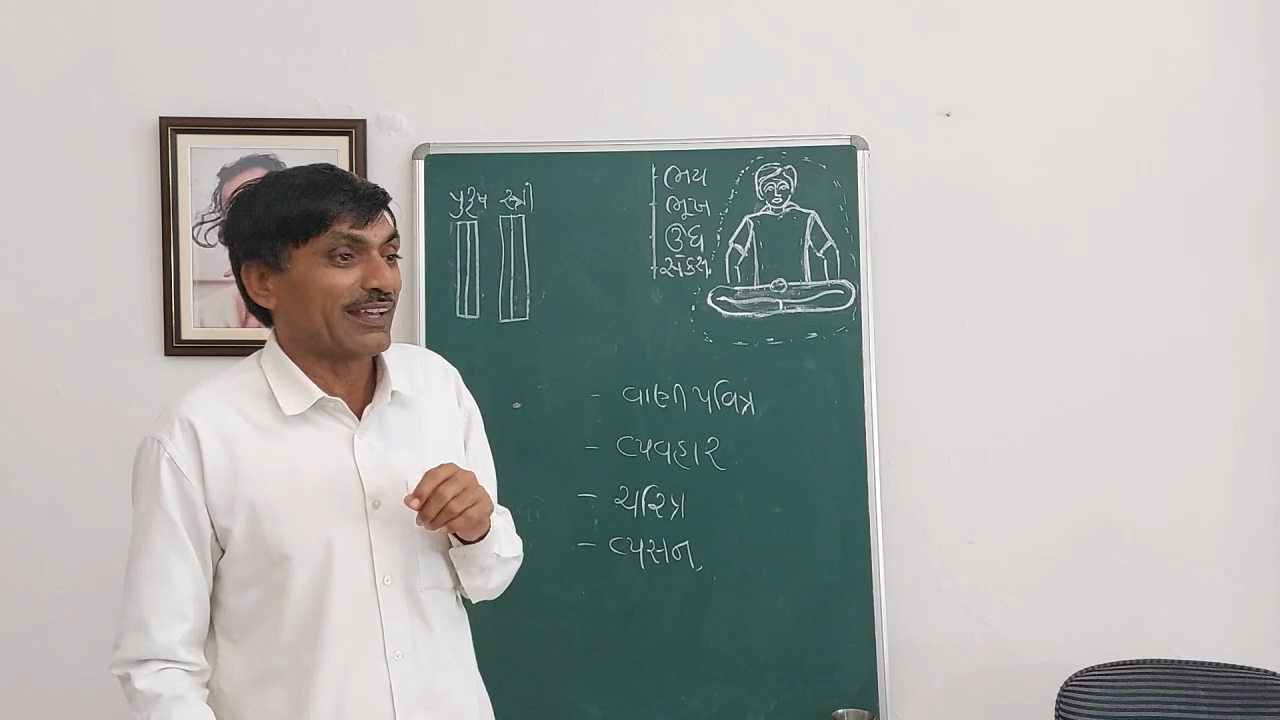 પુરૂષ સ્ત્રી
ભય
ભૂખ
ઉંઘ
સેક્સ
- વાણી પવિત્ર
- વ્યવહાર
- ચરિત્ર
- વ્યસન